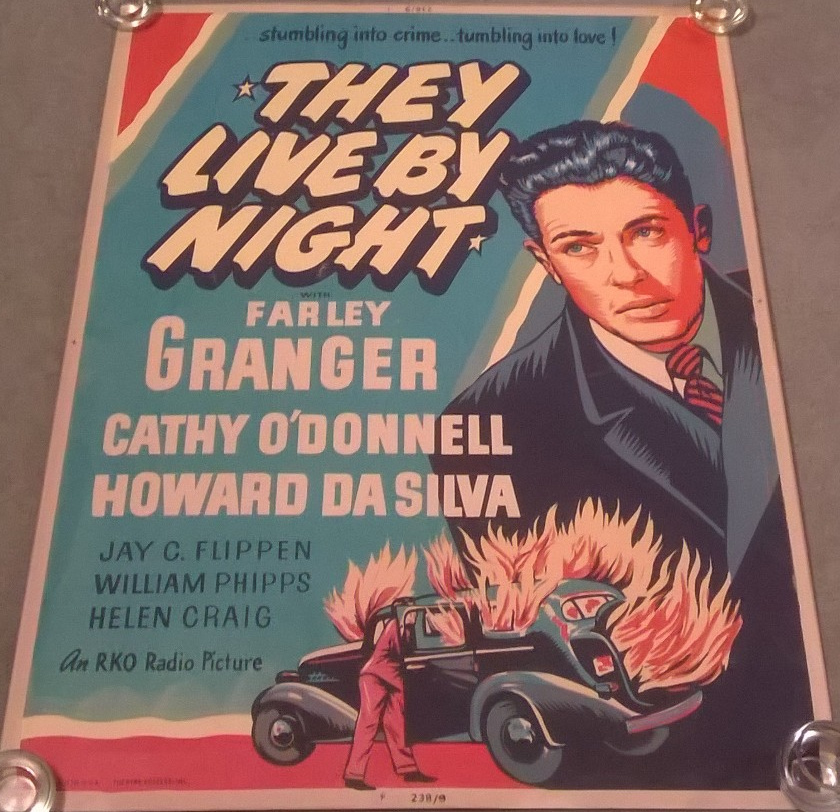 stumbling into crime..tumbling into love!
THEY
LIVE BY
NIGHT
WITH
FARLEY
GRANGER
CATHY O'DONNELL
HOWARD DA SILVA
JAY C. FLIPPEN
WILLIAM PHIPPS
HELEN CRAIG
An RKO Radio Picture